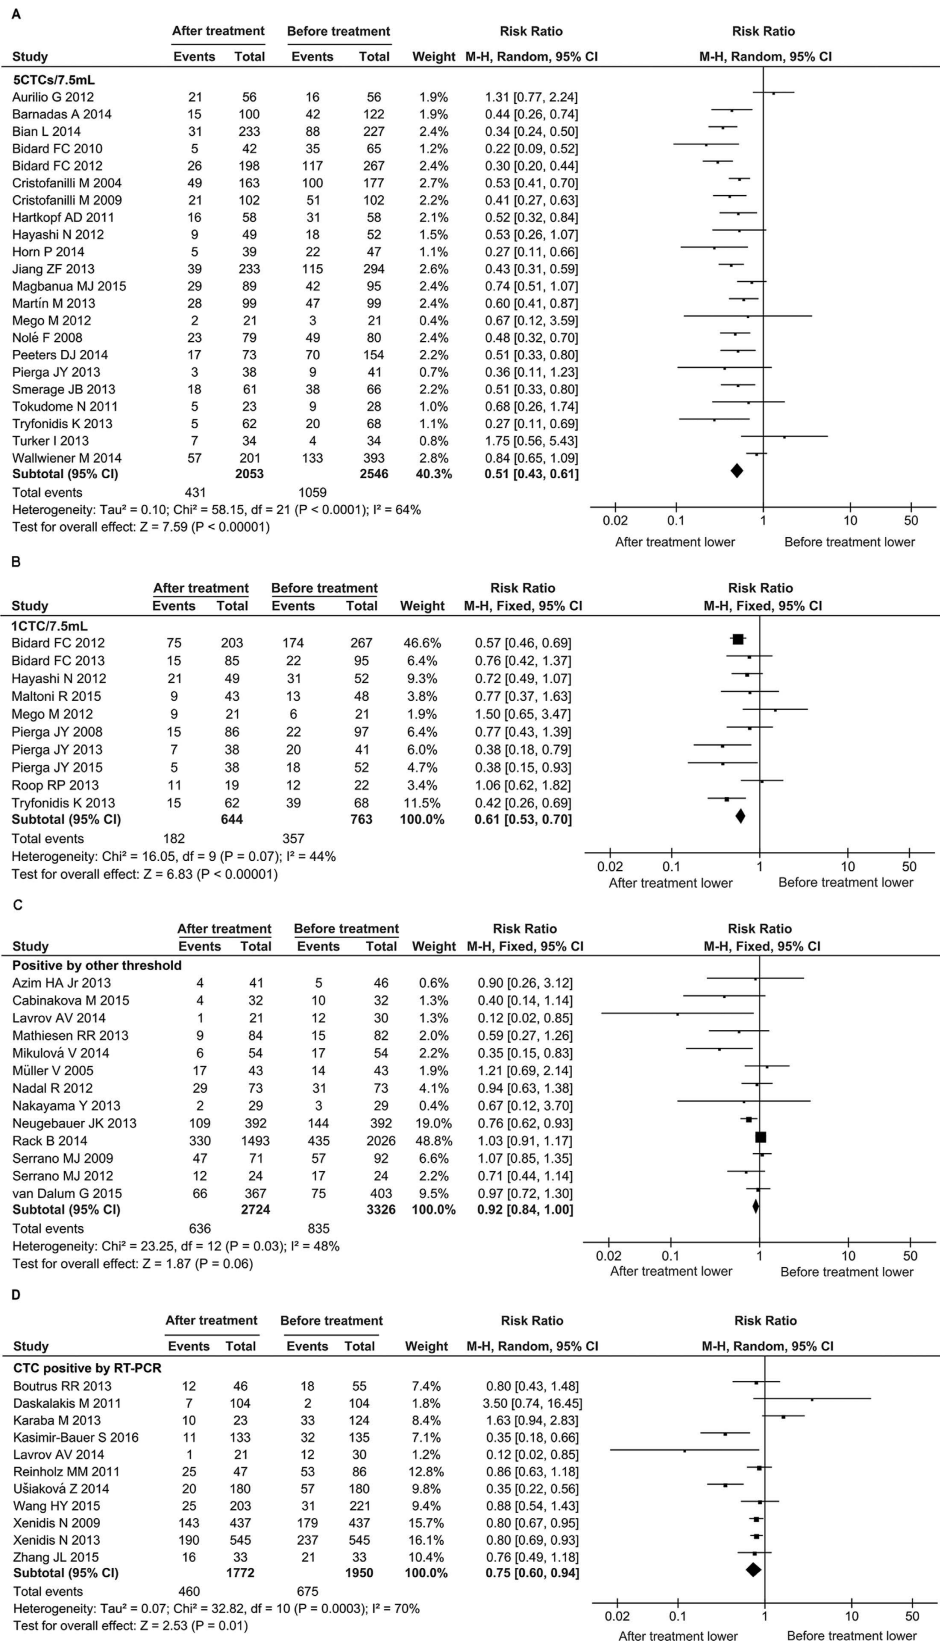 A
After treatment Before treatment Risk Ratio Risk Ratio
Study Events Total Events Total Weight M-H, Random, 95% CI M-H, Random, 95% CI
5CTCs/7.5mL
Aurilio G 2012 21 56 16 56 1.9% 1.31 [0.77, 2.24]
Barnadas A 2014 15 100 42 122 1.9% 0.44 [0.26, 0.74]
Bian L 2014 31 233 88 227 2.4% 0.34 [0.24, 0.50]
Bidard FC 2010 5 42 35 65 1.1% 0.22 [0.09, 0.52]
Bidard FC 2012 26 198 117 267 2.4% 0.30 [0.20, 0.44]
Cristofanilli M 2004 49 163 100 177 2.7% 0.53 [0.41, 0.70]
Cristofanilli M 2009 21 102 51 102 2.2% 0.41 [0.27, 0.63]
Hartkopf AD 2011 16 58 31 58 2.1% 0.52 [0.32, 0.84]
Hayashi N 2012 9 49 18 52 1.5% 0.53 [0.26, 1.07]
Horn P 2014 5 39 22 47 1.1% 0.27 [0.11, 0.66]
Jiang ZF 2013 39 233 115 294 2.6% 0.43 [0.31, 0.59]
Magbanua MJ 2015 29 89 42 95 2.4% 0.74 [0.51, 1.07]
Martín M 2013 28 99 47 99 2.4% 0.60 [0.41, 0.87]
Mego M 2012 2 21 3 21 0.4% 0.67 [0.12, 3.59]
Nolé F 2008 23 79 49 80 2.4% 0.48 [0.32, 0.70]
Peeters DJ 2014 17 73 70 154 2.2% 0.51 [0.33, 0.80]
Pierga JY 2013 3 38 9 41 0.7% 0.36 [0.11, 1.23]
Smerage JB 2013 18 61 38 66 2.2% 0.51 [0.33, 0.80]
Tokudome N 2011 5 23 9 28 1.0% 0.68 [0.26, 1.74]
Tryfonidis K 2013 5 62 20 68 1.1% 0.27 [0.11, 0.69]
Turker I 2013 7 34 4 34 0.8% 1.75 [0.56, 5.43]
Wallwiener M 2014 57 201 133 393 2.8% 0.84 [0.65, 1.09]
Subtotal (95% CI) 2053 2546 40.3% 0.51 [0.43, 0.61]
Total events 431 1059
Heterogeneity: Tau² = 0.10; Chi² = 58.15, df = 21 (P < 0.0001); I² = 64%
Test for overall effect: Z = 7.59 (P < 0.00001)
0.02 0.1 1 10 50
After treatment lower Before treatment lower
B
After treatment Before treatment Risk Ratio Risk Ratio
Study Events Total Events Total Weight M-H, Fixed, 95% CI M-H, Fixed, 95% CI
1CTC/7.5mL
Bidard FC 2012 75 203 174 267 46.6% 0.57 [0.46, 0.69]
Bidard FC 2013 15 85 22 95 6.4% 0.76 [0.42, 1.37]
Hayashi N 2012 21 49 31 52 9.3% 0.72 [0.49, 1.07]
Maltoni R 2015 9 43 13 48 3.8% 0.77 [0.37, 1.63]
Mego M 2012 9 21 6 21 1.9% 1.50 [0.65, 3.47]
Pierga JY 2008 15 86 22 97 6.4% 0.77 [0.43, 1.39]
Pierga JY 2013 7 38 20 41 6.0% 0.38 [0.18, 0.79]
Pierga JY 2015 5 38 18 52 4.7% 0.38 [0.15, 0.93]
Roop RP 2013 11 19 12 22 3.4% 1.06 [0.62, 1.82]
Tryfonidis K 2013 15 62 39 68 11.5% 0.42 [0.26, 0.69]
Subtotal (95% CI) 644 763 100.0% 0.61 [0.53, 0.70]
Total events 182 357
Heterogeneity: Chi² = 16.05, df = 9 (P = 0.07); I² = 44%
Test for overall effect: Z = 6.83 (P < 0.00001)
0.02 0.1 1 10 50
After treatment lower Before treatment lower
C
After treatment Before treatment Risk Ratio Risk Ratio
Study Events Total Events Total Weight M-H, Fixed, 95% CI M-H, Fixed, 95% CI
Positive by other threshold
Azim HA Jr 2013 4 41 5 46 0.6% 0.90 [0.26, 3.12]
Cabinakova M 2015 4 32 10 32 1.3% 0.40 [0.14, 1.14]
Lavrov AV 2014 1 21 12 30 1.3% 0.12 [0.02, 0.85]
Mathiesen RR 2013 9 84 15 82 2.0% 0.59 [0.27, 1.26]
Mikulová V 2014 6 54 17 54 2.2% 0.35 [0.15, 0.83]
Müller V 2005 17 43 14 43 1.9% 1.21 [0.69, 2.14]
Nadal R 2012 29 73 31 73 4.1% 0.94 [0.63, 1.38]
Nakayama Y 2013 2 29 3 29 0.4% 0.67 [0.12, 3.70]
Neugebauer JK 2013 109 392 144 392 19.0% 0.76 [0.62, 0.93]
Rack B 2014 330 1493 435 2026 48.8% 1.03 [0.91, 1.17]
Serrano MJ 2009 47 71 57 92 6.6% 1.07 [0.85, 1.35]
Serrano MJ 2012 12 24 17 24 2.2% 0.71 [0.44, 1.14]
van Dalum G 2015 66 367 75 403 9.5% 0.97 [0.72, 1.30]
Subtotal (95% CI) 2724 3326 100.0% 0.92 [0.84, 1.00]
Total events 636 835
Heterogeneity: Chi² = 23.25, df = 12 (P = 0.03); I² = 48%
Test for overall effect: Z = 1.87 (P = 0.06)
0.02 0.1 1 10 50
After treatment lower Before treatment lower
D
After treatment Before treatment Risk Ratio Risk Ratio
Study Events Total Events Total Weight M-H, Random, 95% CI M-H, Random, 95% CI
CTC positive by RT-PCR
Boutrus RR 2013 12 46 18 55 7.4% 0.80 [0.43, 1.48]
Daskalakis M 2011 7 104 2 104 1.8% 3.50 [0.74, 16.45]
Karaba M 2013 10 23 33 124 8.4% 1.63 [0.94, 2.83]
Kasimir-Bauer S 2016 11 133 32 135 7.1% 0.35 [0.18, 0.66]
Lavrov AV 2014 1 21 12 30 1.2% 0.12 [0.02, 0.85]
Reinholz MM 2011 25 47 53 86 12.8% 0.86 [0.63, 1.18]
Ušiaková Z 2014 20 180 57 180 9.8% 0.35 [0.22, 0.56]
Wang HY 2015 25 203 31 221 9.4% 0.88 [0.54, 1.43]
Xenidis N 2009 143 437 179 437 15.7% 0.80 [0.67, 0.95]
Xenidis N 2013 190 545 237 545 16.1% 0.80 [0.69, 0.93]
Zhang JL 2015 16 33 21 33 10.4% 0.76 [0.49, 1.18]
Subtotal (95% CI) 1772 1950 100.0% 0.75 [0.60, 0.94]
Total events 460 675
Heterogeneity: Tau² = 0.07; Chi² = 32.82, df = 10 (P = 0.0003); I² = 70%
Test for overall effect: Z = 2.53 (P = 0.01)
0.02 0.1 1 10 50
After treatment lower Before treatment lower